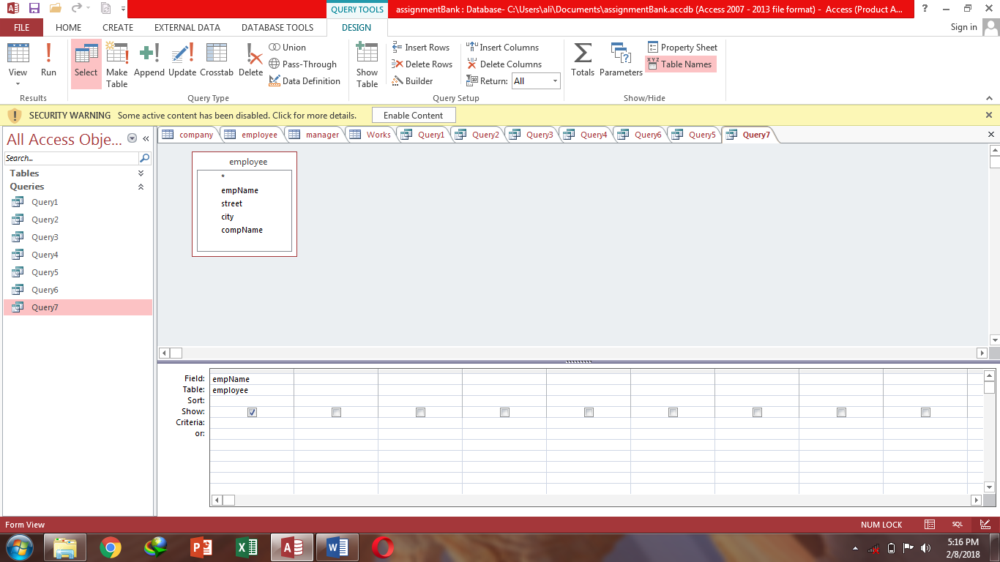 QUERY TOOLS
assignmentBank : Database- C:\Users\ali\Documents\assignmentBank.accdb (Access 2007 - 2013 file format) - Access (Product A...
?
FILE HOME CREATE EXTERNAL DATA DATABASE TOOLS DESIGN Sign in
View Run Select Make Table Append Update Crosstab Delete
Union
Pass-Through
Data Definition
Show Table
Insert Rows
Delete Rows
Builder
Insert Columns
Delete Columns
Return: All
Totals Parameters
Property Sheet
XYZ Table Names
Results Query Type Query Setup Show/Hide
SECURITY WARNING Some active content has been disabled. Click for more details. Enable Content
All Access Obje... «
Search...
Tables
Queries
Query1
Query2
Query3
Query4
Query5
Query6
Query7
company employee manager Works Query1 Query2 Query3 Query4 Query6 Query5 Query7
employee
*
empName
street
city
compName
Field: empName
Table: employee
Sort:
Show:
Criteria:
or:
Form View NUM LOCK SQL
5:16 PM
2/8/2018